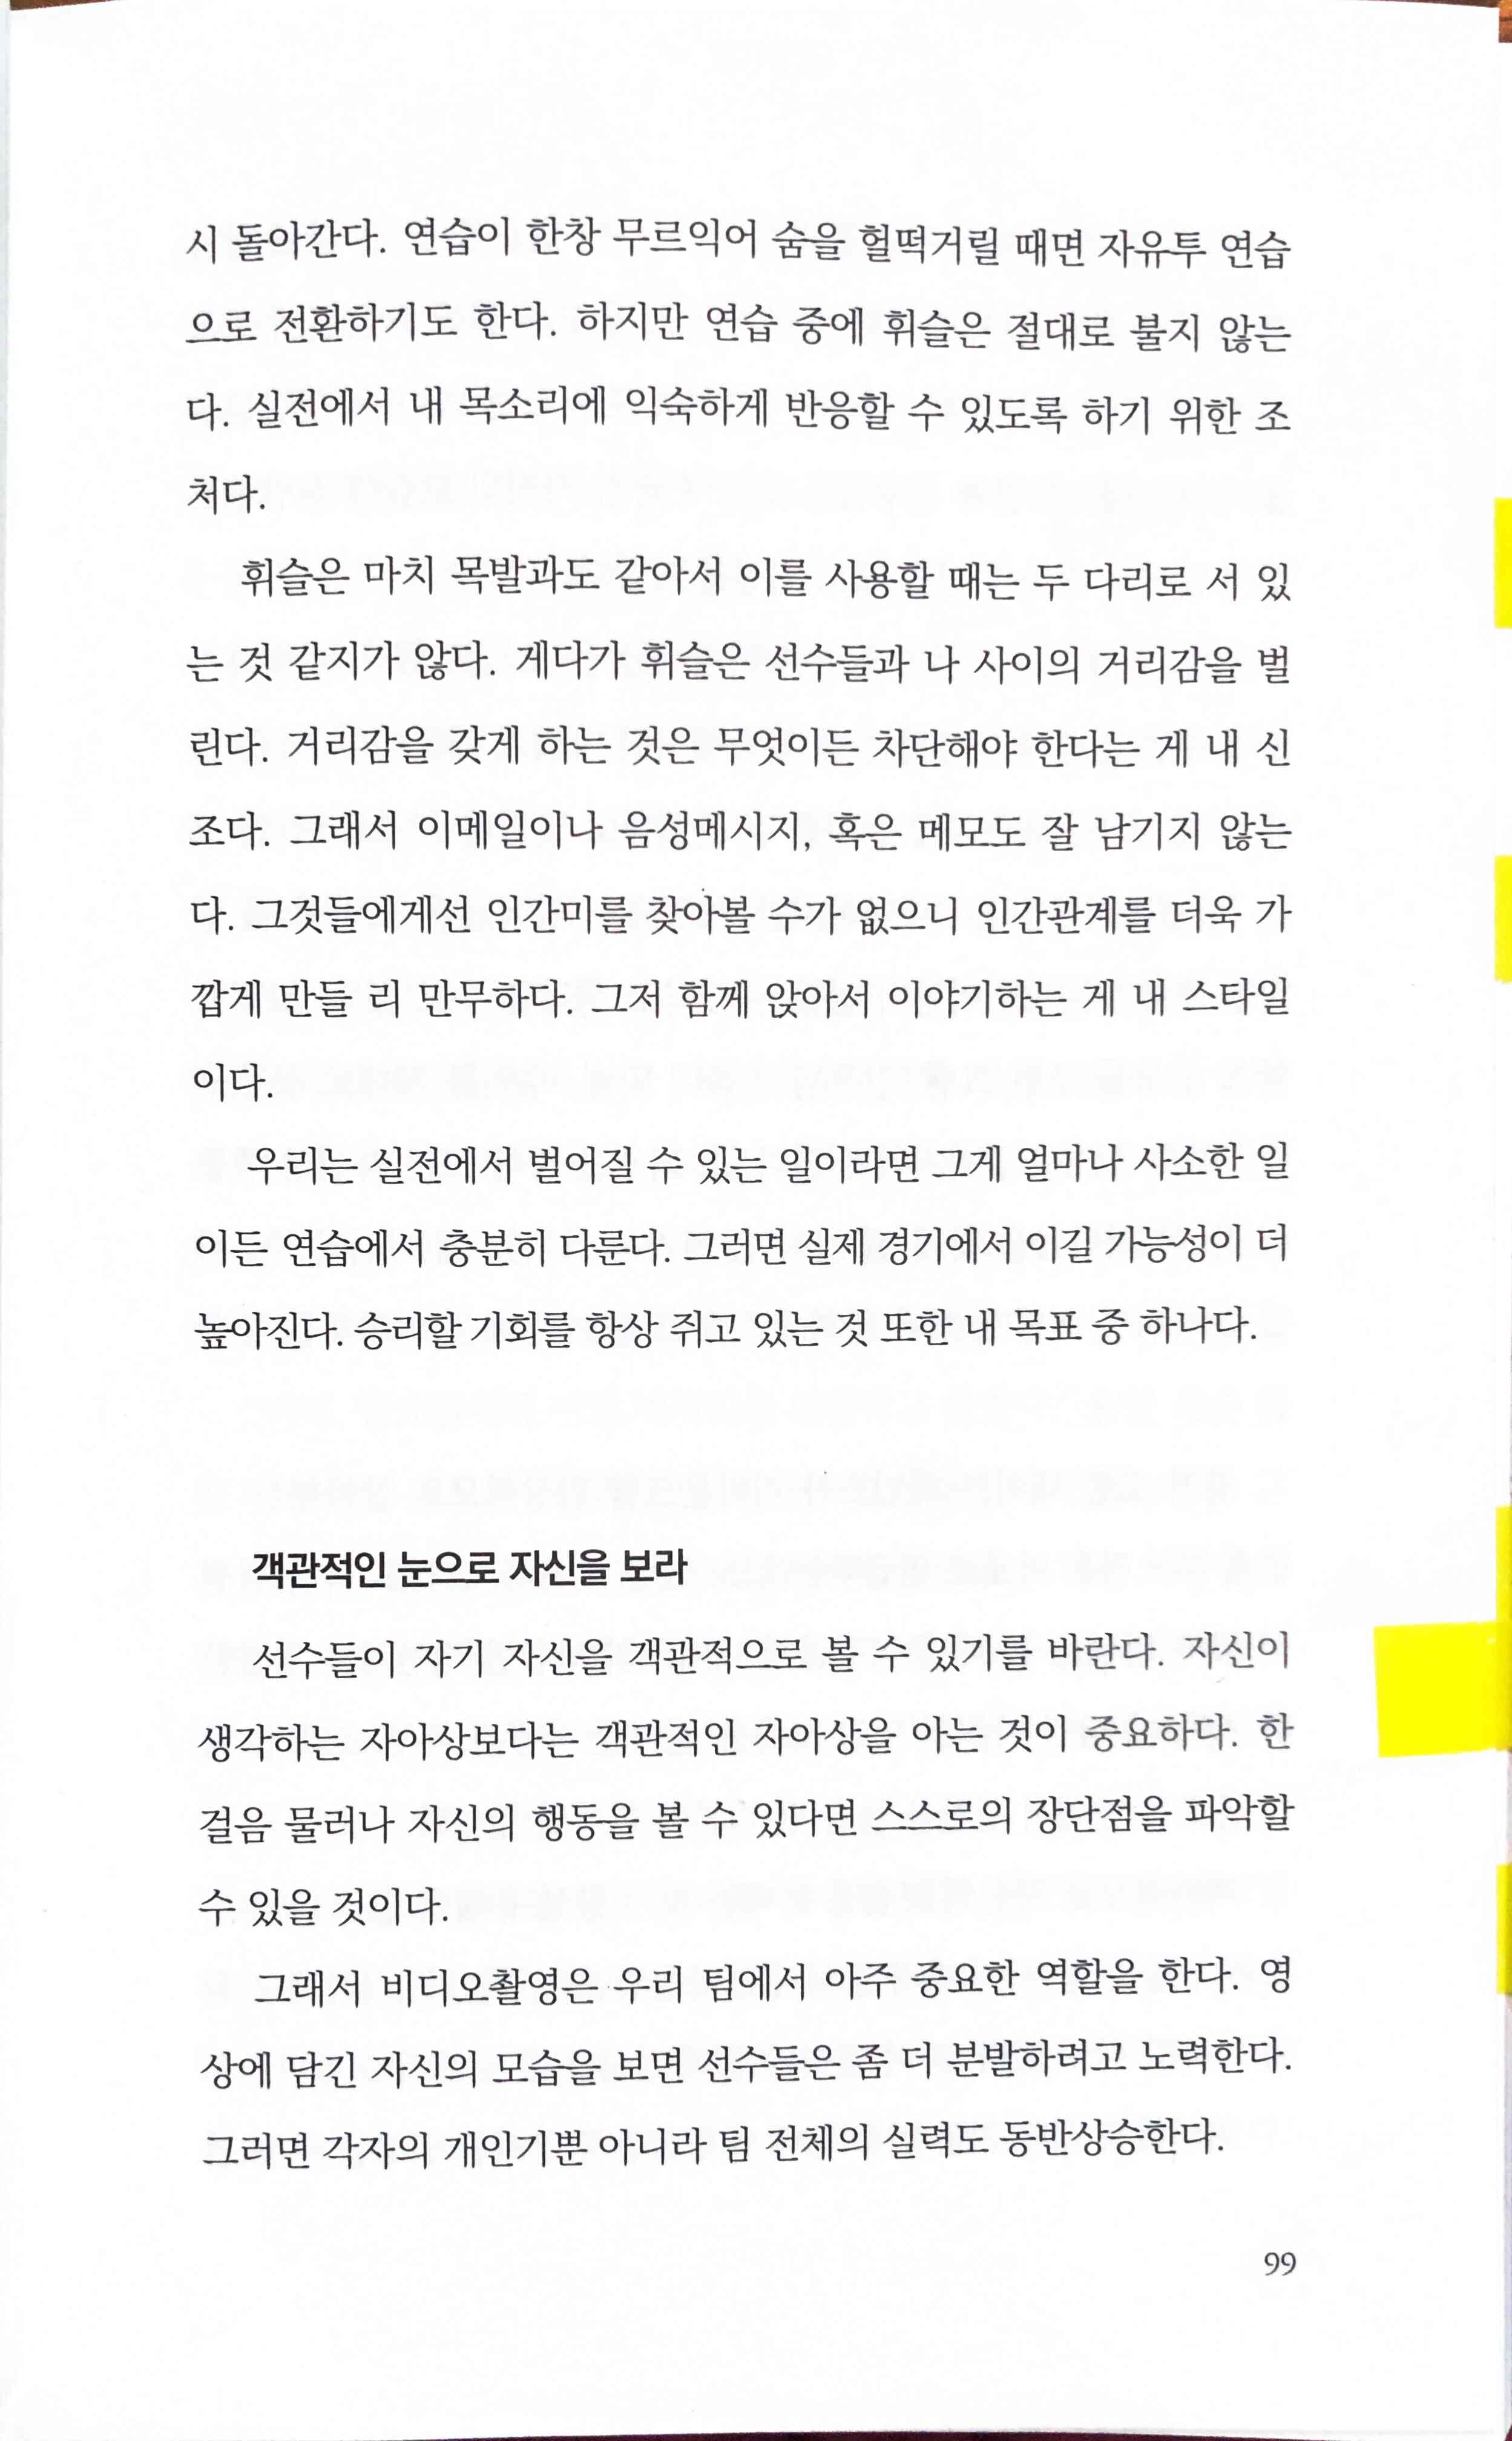 시 돌아간다. 연습이 한창 무르익어 숨을 헐떡거릴 때면 자유투 연습
으로 전환하기도 한다. 하지만 연습 중에 휘슬은 절대로 불지 않는
다. 실전에서 내 목소리에 익숙하게 반응할 수 있도록 하기 위한 조
처다.
휘슬은 마치 목발과도 같아서 이를 사용할 때는 두 다리로 서 있
는 것 같지가 않다. 게다가 휘슬은 선수들과 나 사이의 거리감을 벌
린다. 거리감을 갖게 하는 것은 무엇이든 차단해야 한다는 게 내 신
조다. 그래서 이메일이나 음성메시지, 혹은 메모도 잘 남기지 않는
다. 그것들에게선 인간미를 찾아볼 수가 없으니 인간관계를 더욱 가
깝게 만들 리 만무하다. 그저 함께 앉아서 이야기하는 게 내 스타일
이다.
우리는 실전에서 벌어질 수 있는 일이라면 그게 얼마나 사소한 일
이든 연습에서 충분히 다룬다. 그러면 실제 경기에서 이길 가능성이 더
높아진다. 승리할 기회를 항상 쥐고 있는 것 또한 내 목표 중 하나다.
객관적인 눈으로 자신을 보라
선수들이 자기 자신을 객관적으로 볼 수 있기를 바란다. 자신이
생각하는 자아상보다는 객관적인 자아상을 아는 것이 중요하다. 한
걸음 물러나 자신의 행동을 볼 수 있다면 스스로의 장단점을 파악할
수 있을 것이다.
그래서 비디오촬영은 우리 팀에서 아주 중요한 역할을 한다. 영
상에 담긴 자신의 모습을 보면 선수들은 좀 더 분발하려고 노력한다.
그러면 각자의 개인기뿐 아니라 팀 전체의 실력도 동반상승한다.
99